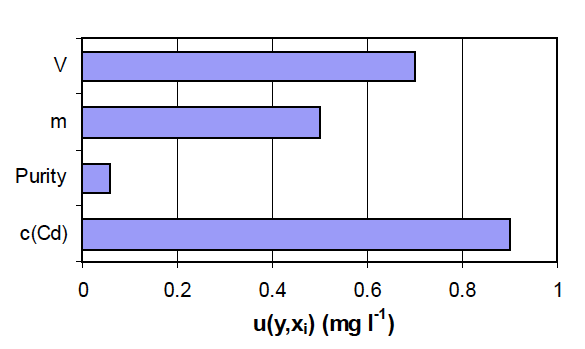 V
m
Purity
c(Cd)
0 0.2 0.4 0.6 0.8 1
u(y,xᵢ) (mg l⁻¹)